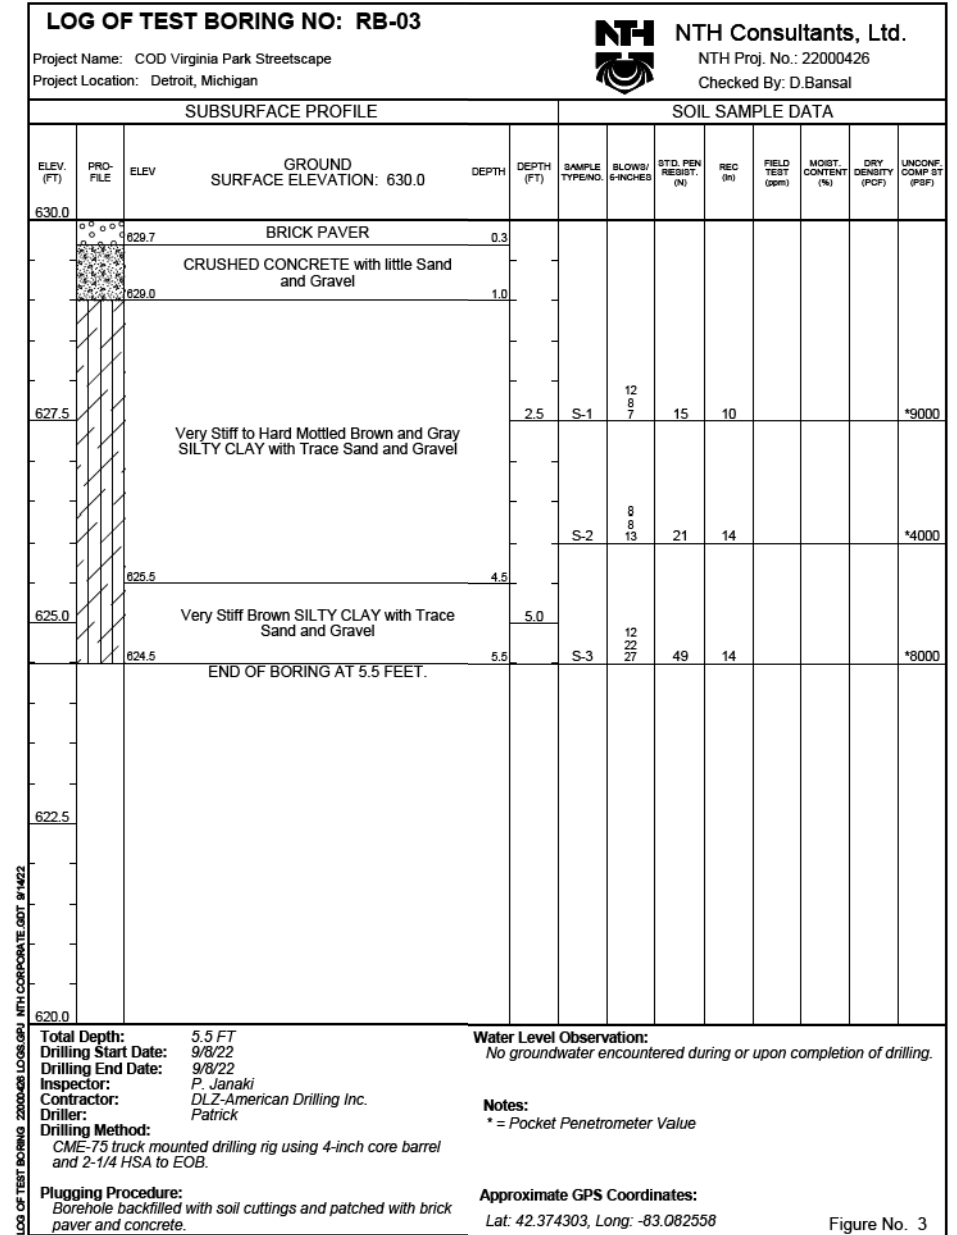 LOG OF TEST BORING NO: RB-03
Project Name: COD Virginia Park Streetscape
Project Location: Detroit, Michigan
NTH
NTH Consultants, Ltd.
NTH Proj. No.: 22000426
Checked By: D.Bansal
SUBSURFACE PROFILE
SOIL SAMPLE DATA
ELEV. (FT)
PRO-FILE
ELEV
GROUND
SURFACE ELEVATION: 630.0
DEPTH
DEPTH (FT)
SAMPLE TYPE/NO.
BLOWS/ 6-INCHES
STD. PEN RESIST. (N)
REC (in)
FIELD TEST (ppm)
MOIST. CONTENT (%)
DRY DENSITY (PCF)
UNCONF. COMP ST (PSF)
630.0
629.7 BRICK PAVER 0.3
CRUSHED CONCRETE with little Sand
and Gravel
629.0 1.0
12
8
627.5 2.5 S-1 7 15 10 *9000
Very Stiff to Hard Mottled Brown and Gray
SILTY CLAY with Trace Sand and Gravel
8
8
S-2 13 21 14 *4000
625.5 4.5
625.0 Very Stiff Brown SILTY CLAY with Trace 5.0
Sand and Gravel
12
22
624.5 5.5 S-3 27 49 14 *8000
END OF BORING AT 5.5 FEET.
622.5
620.0
Total Depth: 5.5 FT
Drilling Start Date: 9/8/22
Drilling End Date: 9/8/22
Inspector: P. Janaki
Contractor: DLZ-American Drilling Inc.
Driller: Patrick
Drilling Method:
CME-75 truck mounted drilling rig using 4-inch core barrel
and 2-1/4 HSA to EOB.
Plugging Procedure:
Borehole backfilled with soil cuttings and patched with brick
paver and concrete.
Water Level Observation:
No groundwater encountered during or upon completion of drilling.
Notes:
* = Pocket Penetrometer Value
Approximate GPS Coordinates:
Lat: 42.374303, Long: -83.082558
Figure No. 3
LOG OF TEST BORING 22000426 LOGS.GPJ NTH CORPORATE.GDT 9/14/22